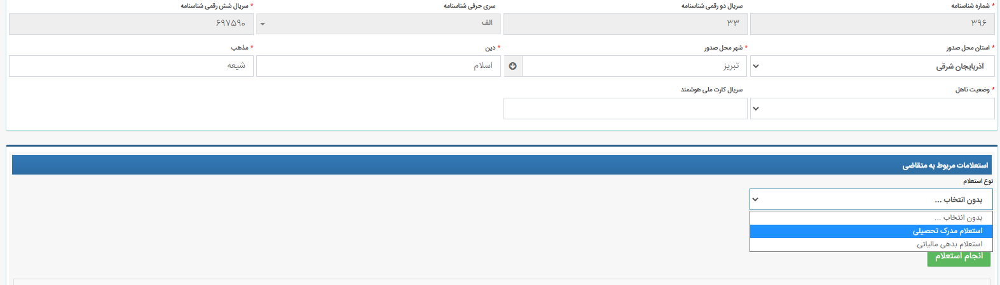 * شماره شناسنامه
سریال دو رقمی شناسنامه
سری حرفی شناسنامه
* سریال شش رقمی شناسنامه
۳۹۶
۳۳
الف
۶۹۷۵۹۰
* استان محل صدور
* شهر محل صدور
* دین
* مذهب
آذربایجان شرقی
تبریز
اسلام
شیعه
* وضعیت تاهل
سریال کارت ملی هوشمند
استعلامات مربوط به متقاضی
نوع استعلام
بدون انتخاب ...
بدون انتخاب ...
استعلام مدرک تحصیلی
استعلام بدهی مالیاتی
انجام استعلام